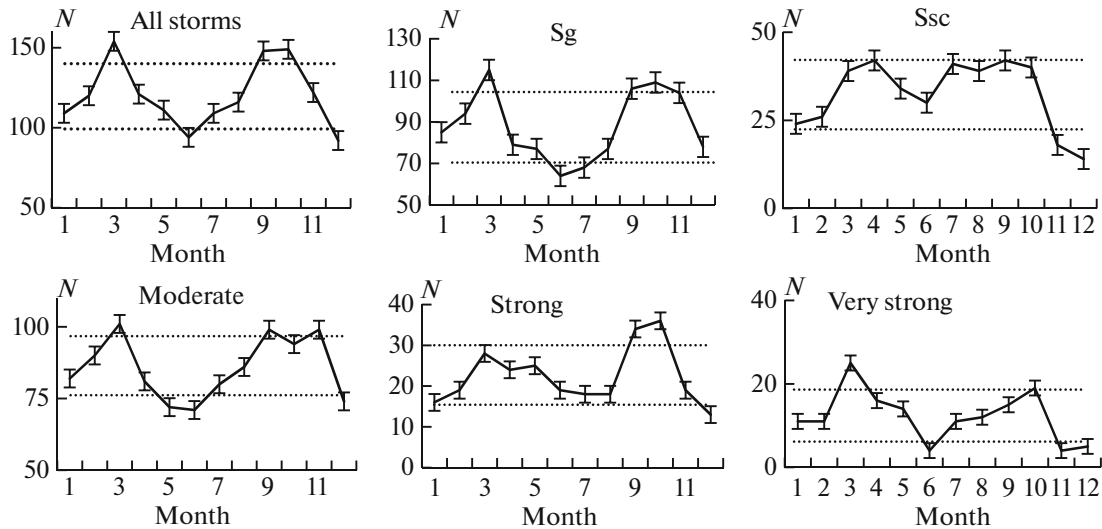 N All storms
150
100
50
1 3 5 7 9 11
Month
N Sg
130
110
90
70
50
1 3 5 7 9 11
Month
N Ssc
50
25
0
1 2 3 4 5 6 7 8 9 10 11 12
Month
N Moderate
100
75
50
1 3 5 7 9 11
Month
N Strong
40
30
20
10
0
1 3 5 7 9 11
Month
N Very strong
40
20
0
1 2 3 4 5 6 7 8 9 10 11 12
Month